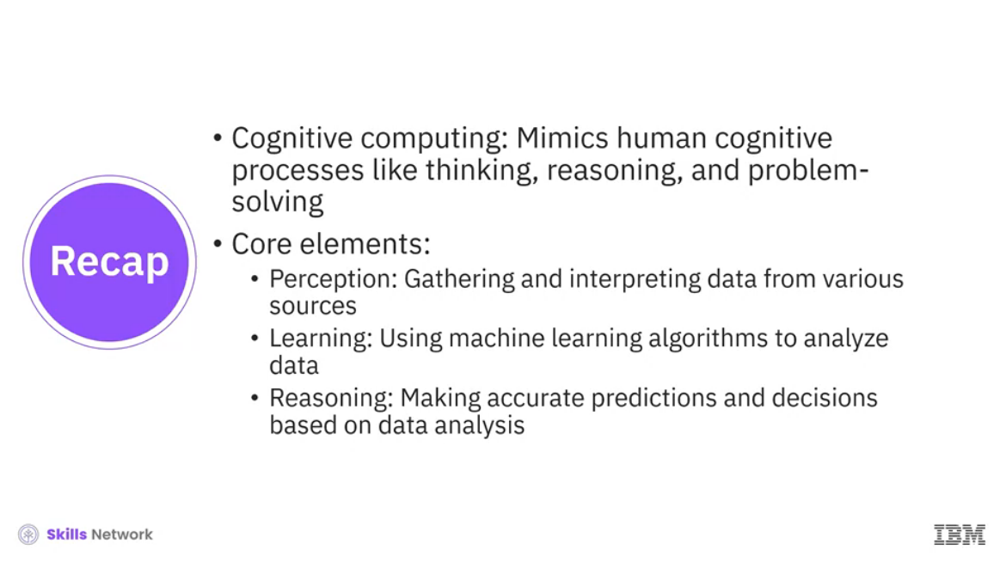 Recap
• Cognitive computing: Mimics human cognitive
processes like thinking, reasoning, and problem-
solving
• Core elements:
• Perception: Gathering and interpreting data from various
sources
• Learning: Using machine learning algorithms to analyze
data
• Reasoning: Making accurate predictions and decisions
based on data analysis
Skills Network
IBM